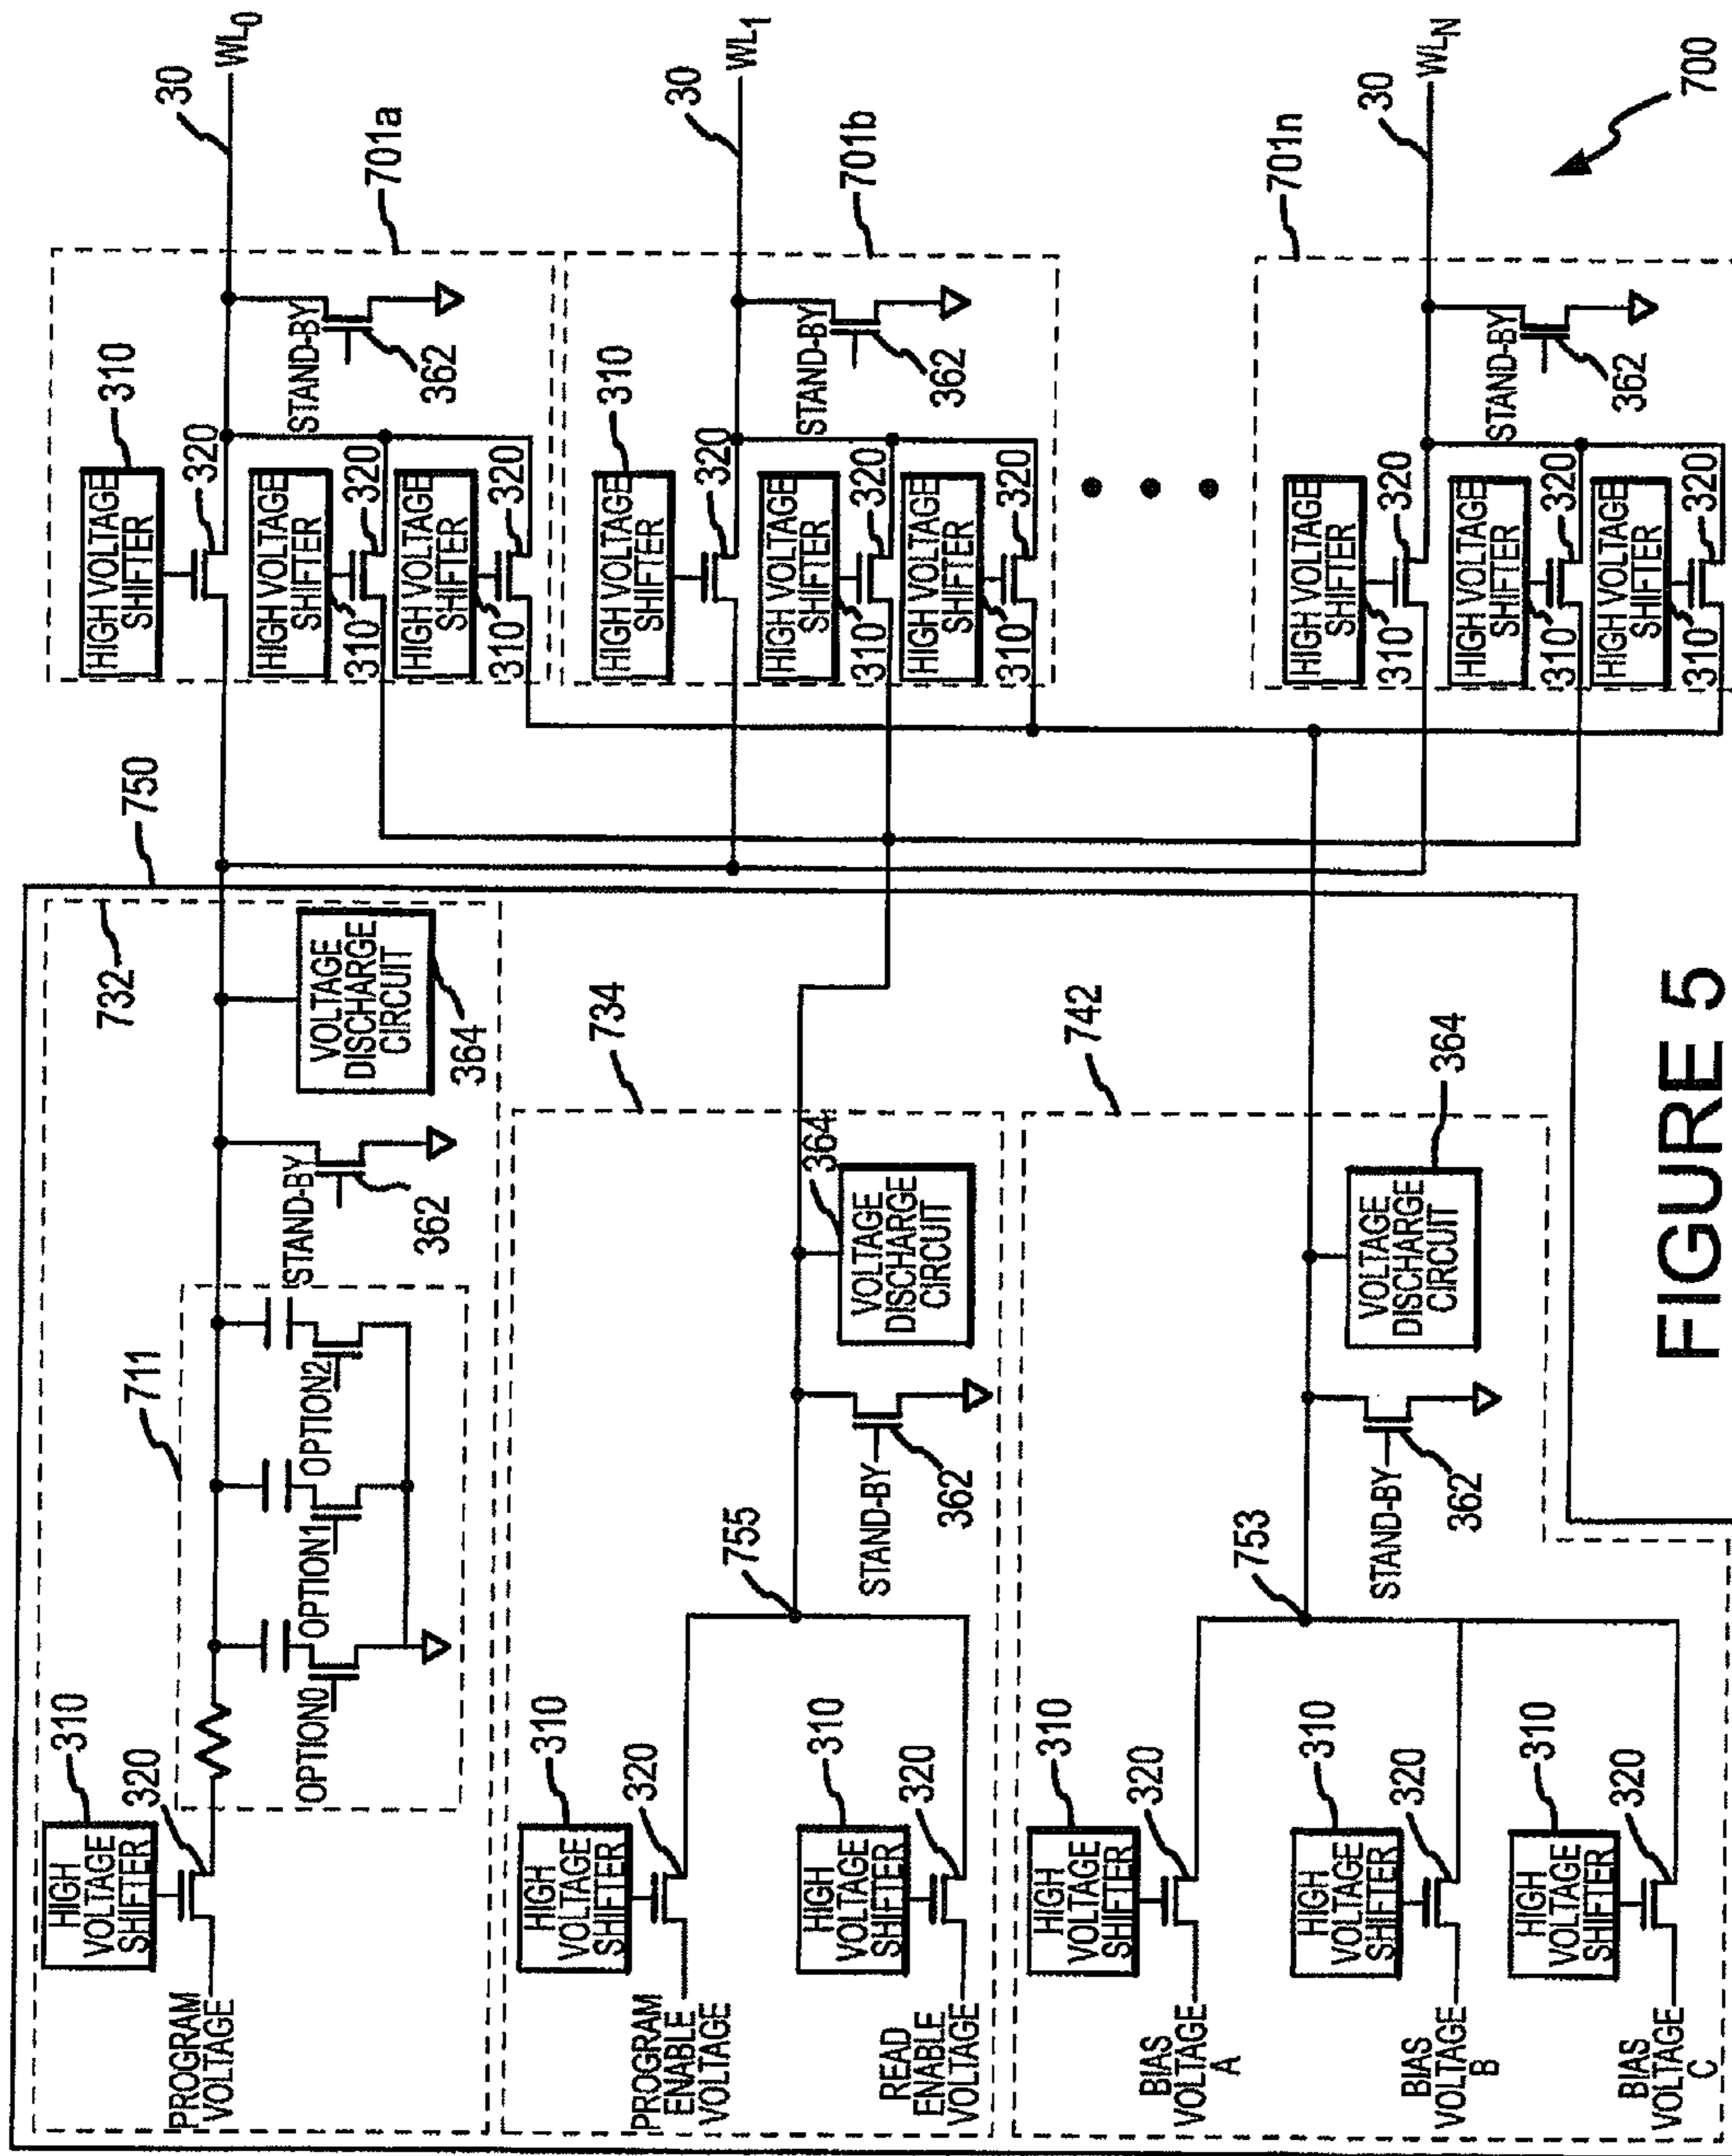 750
732
310
HIGH
VOLTAGE
SHIFTER
320
PROGRAM
VOLTAGE
711
OPTION0
OPTION1
OPTION2
STAND-BY
362
VOLTAGE
DISCHARGE
CIRCUIT
364
734
310
HIGH
VOLTAGE
SHIFTER
320
PROGRAM
ENABLE
VOLTAGE
310
HIGH
VOLTAGE
SHIFTER
320
READ
ENABLE
VOLTAGE
755
STAND-BY
362
364
VOLTAGE
DISCHARGE
CIRCUIT
742
310
HIGH
VOLTAGE
SHIFTER
320
BIAS
VOLTAGE
A
310
HIGH
VOLTAGE
SHIFTER
320
BIAS
VOLTAGE
B
310
HIGH
VOLTAGE
SHIFTER
320
BIAS
VOLTAGE
C
753
STAND-BY
362
364
VOLTAGE
DISCHARGE
CIRCUIT
310
HIGH VOLTAGE
SHIFTER
320
HIGH VOLTAGE
SHIFTER
310
320
HIGH VOLTAGE
SHIFTER
310
320
STAND-BY
362
701a
30
WL0
310
HIGH VOLTAGE
SHIFTER
320
HIGH VOLTAGE
SHIFTER
310
320
HIGH VOLTAGE
SHIFTER
310
320
STAND-BY
362
701b
30
WL1
HIGH VOLTAGE
SHIFTER
310
320
HIGH VOLTAGE
SHIFTER
310
320
HIGH VOLTAGE
SHIFTER
310
320
STAND-BY
362
701n
30
WLN
700
FIGURE 5